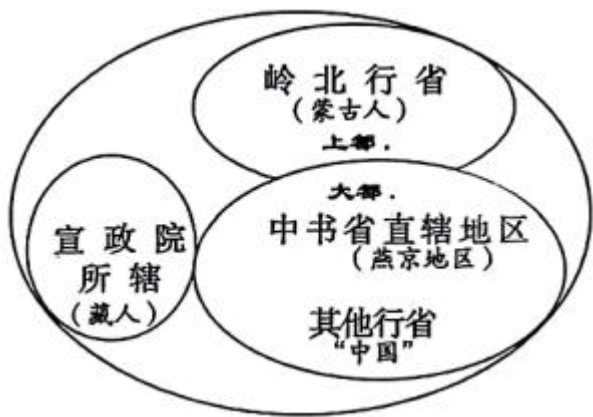 岭北行省
(蒙古人)
上都.
大都.
中书省直辖地区
(燕京地区)
其他行省
“中国”
宣政院
所辖
(藏人)